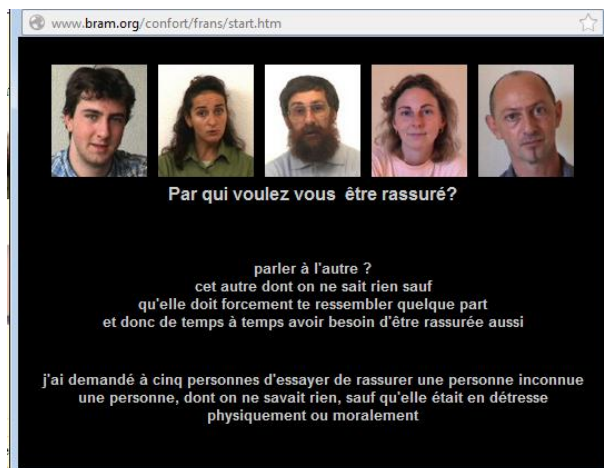 www.bram.org/confort/frans/start.htm
Par qui voulez vous être rassuré?
parler à l'autre ?
cet autre dont on ne sait rien sauf
qu'elle doit forcement te ressembler quelque part
et donc de temps à temps avoir besoin d'être rassurée aussi
j'ai demandé à cinq personnes d'essayer de rassurer une personne inconnue
une personne, dont on ne savait rien, sauf qu'elle était en détresse
physiquement ou moralement